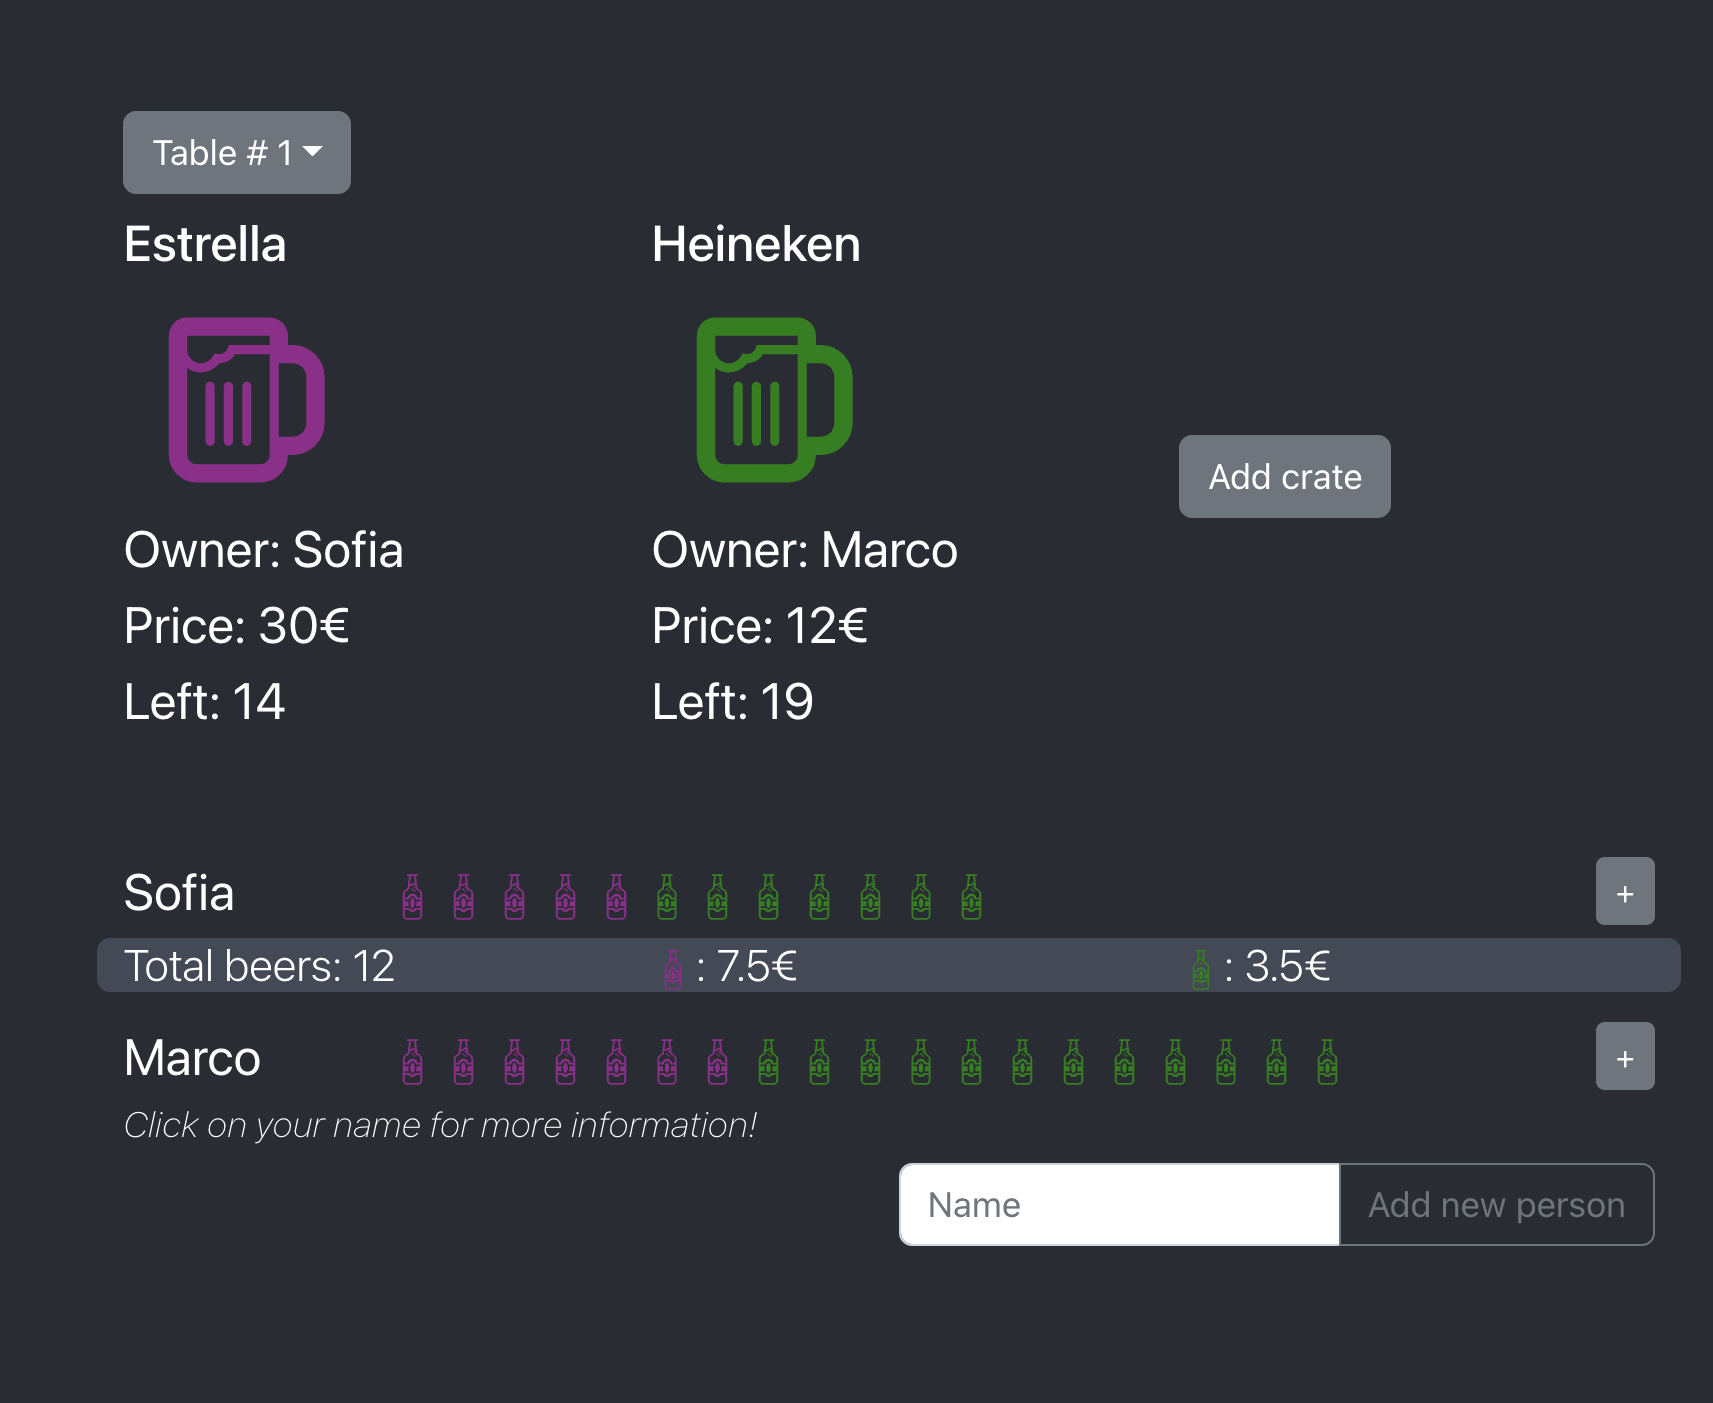 Table # 1
Estrella
Heineken
Add crate
Owner: Sofia
Owner: Marco
Price: 30€
Price: 12€
Left: 14
Left: 19
Sofia
+
Total beers: 12
: 7.5€
: 3.5€
Marco
+
Click on your name for more information!
Name
Add new person